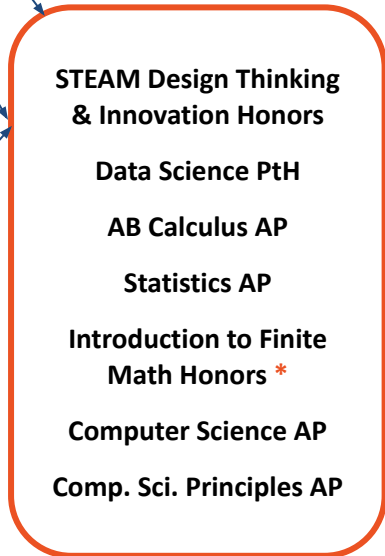 STEAM Design Thinking
& Innovation Honors
Data Science PtH
AB Calculus AP
Statistics AP
Introduction to Finite
Math Honors *
Computer Science AP
Comp. Sci. Principles AP